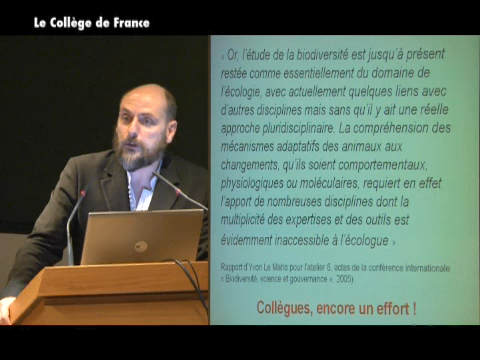 Le Collège de France
« Or, l'étude de la biodiversité est jusqu'à présent
restée comme essentiellement du domaine de
l'écologie, avec actuellement quelques liens avec
d'autres disciplines mais sans qu'il y ait une réelle
approche pluridisciplinaire. La compréhension des
mécanismes adaptatifs des animaux aux
changements, qu'ils soient comportementaux,
physiologiques ou moléculaires, requiert en effet
l'apport de nombreuses disciplines dont la
multiplicité des expertises et des outils est
évidemment inaccessible à l'écologue »
Rapport d'Yvon Le Maho pour l'atelier 6, actes de la conférence internationale
« Biodiversité, science et gouvernance », 2005).
Collègues, encore un effort !